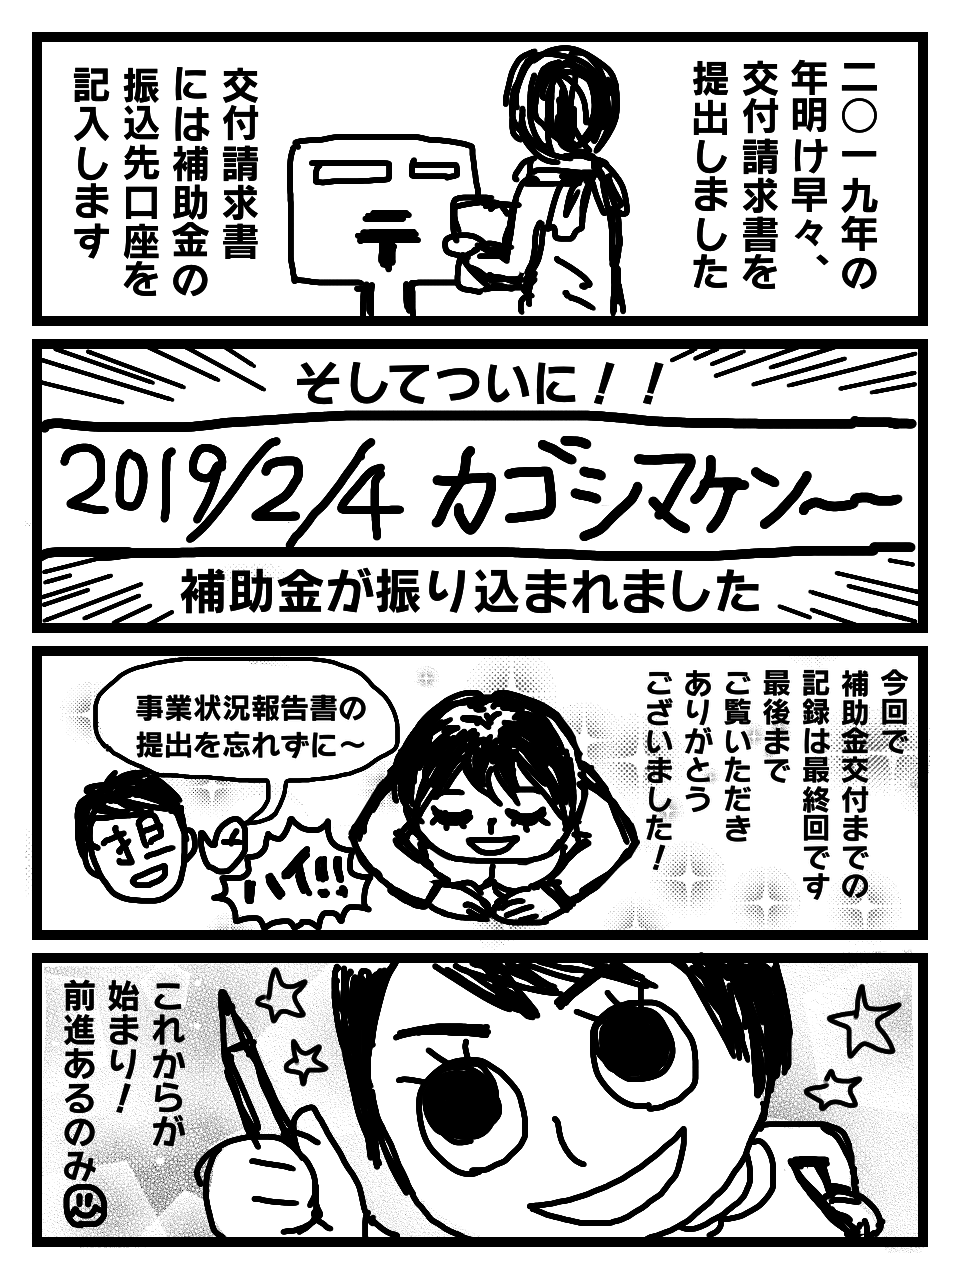 二〇一九年の
年明け早々、
交付請求書を
提出しました
交付請求書
には補助金の
振込先口座を
記入します
そしてついに！！
2019/2/4 カゴシマケン〜〜
補助金が振り込まれました
今回で
補助金交付までの
記録は最終回です
最後まで
ご覧いただき
ありがとう
ございました！
事業状況報告書の
提出を忘れずに〜
担
ハイ!!
これからが
始まり！
前進あるのみ